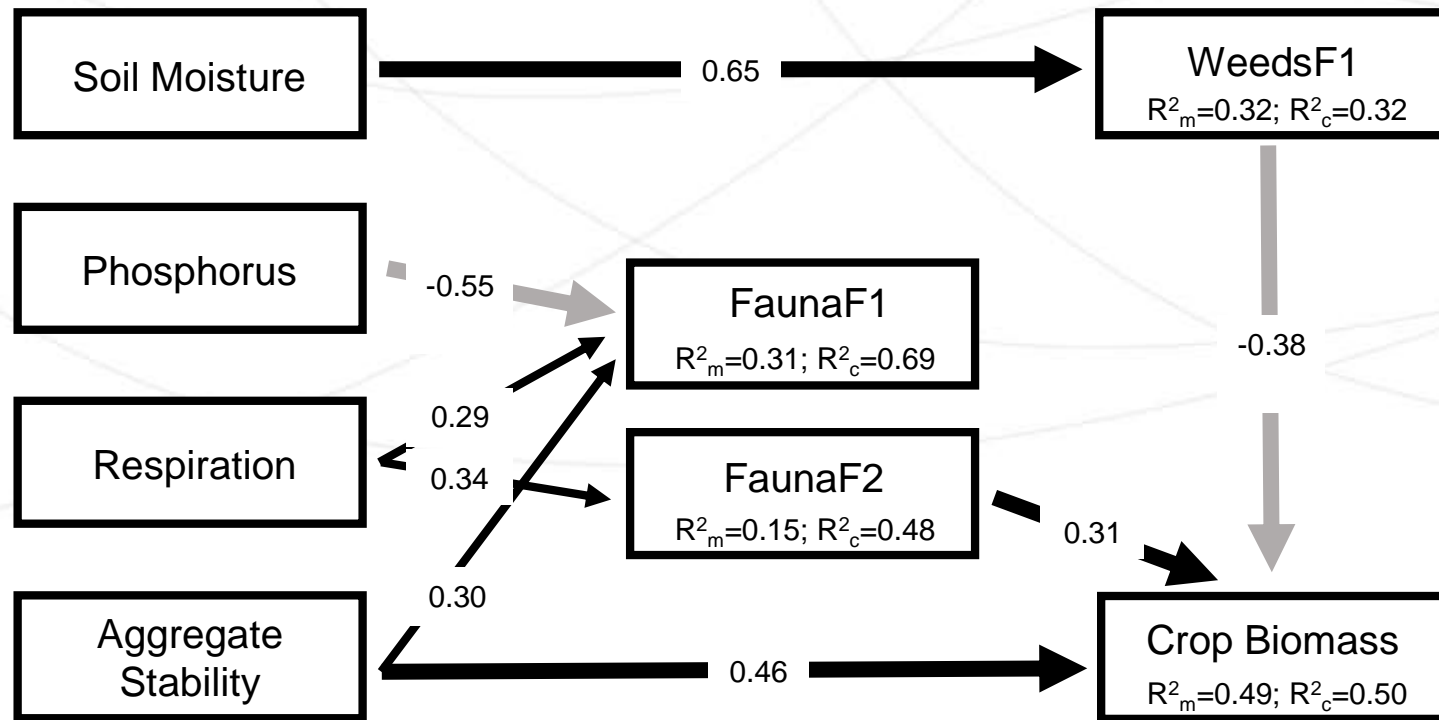 Soil Moisture
0.65
WeedsF1
R²ₘ=0.32; R²c=0.32
Phosphorus
-0.55
FaunaF1
R²ₘ=0.31; R²c=0.69
-0.38
Respiration
0.29
0.34
FaunaF2
R²ₘ=0.15; R²c=0.48
0.31
Aggregate
Stability
0.30
0.46
Crop Biomass
R²ₘ=0.49; R²c=0.50